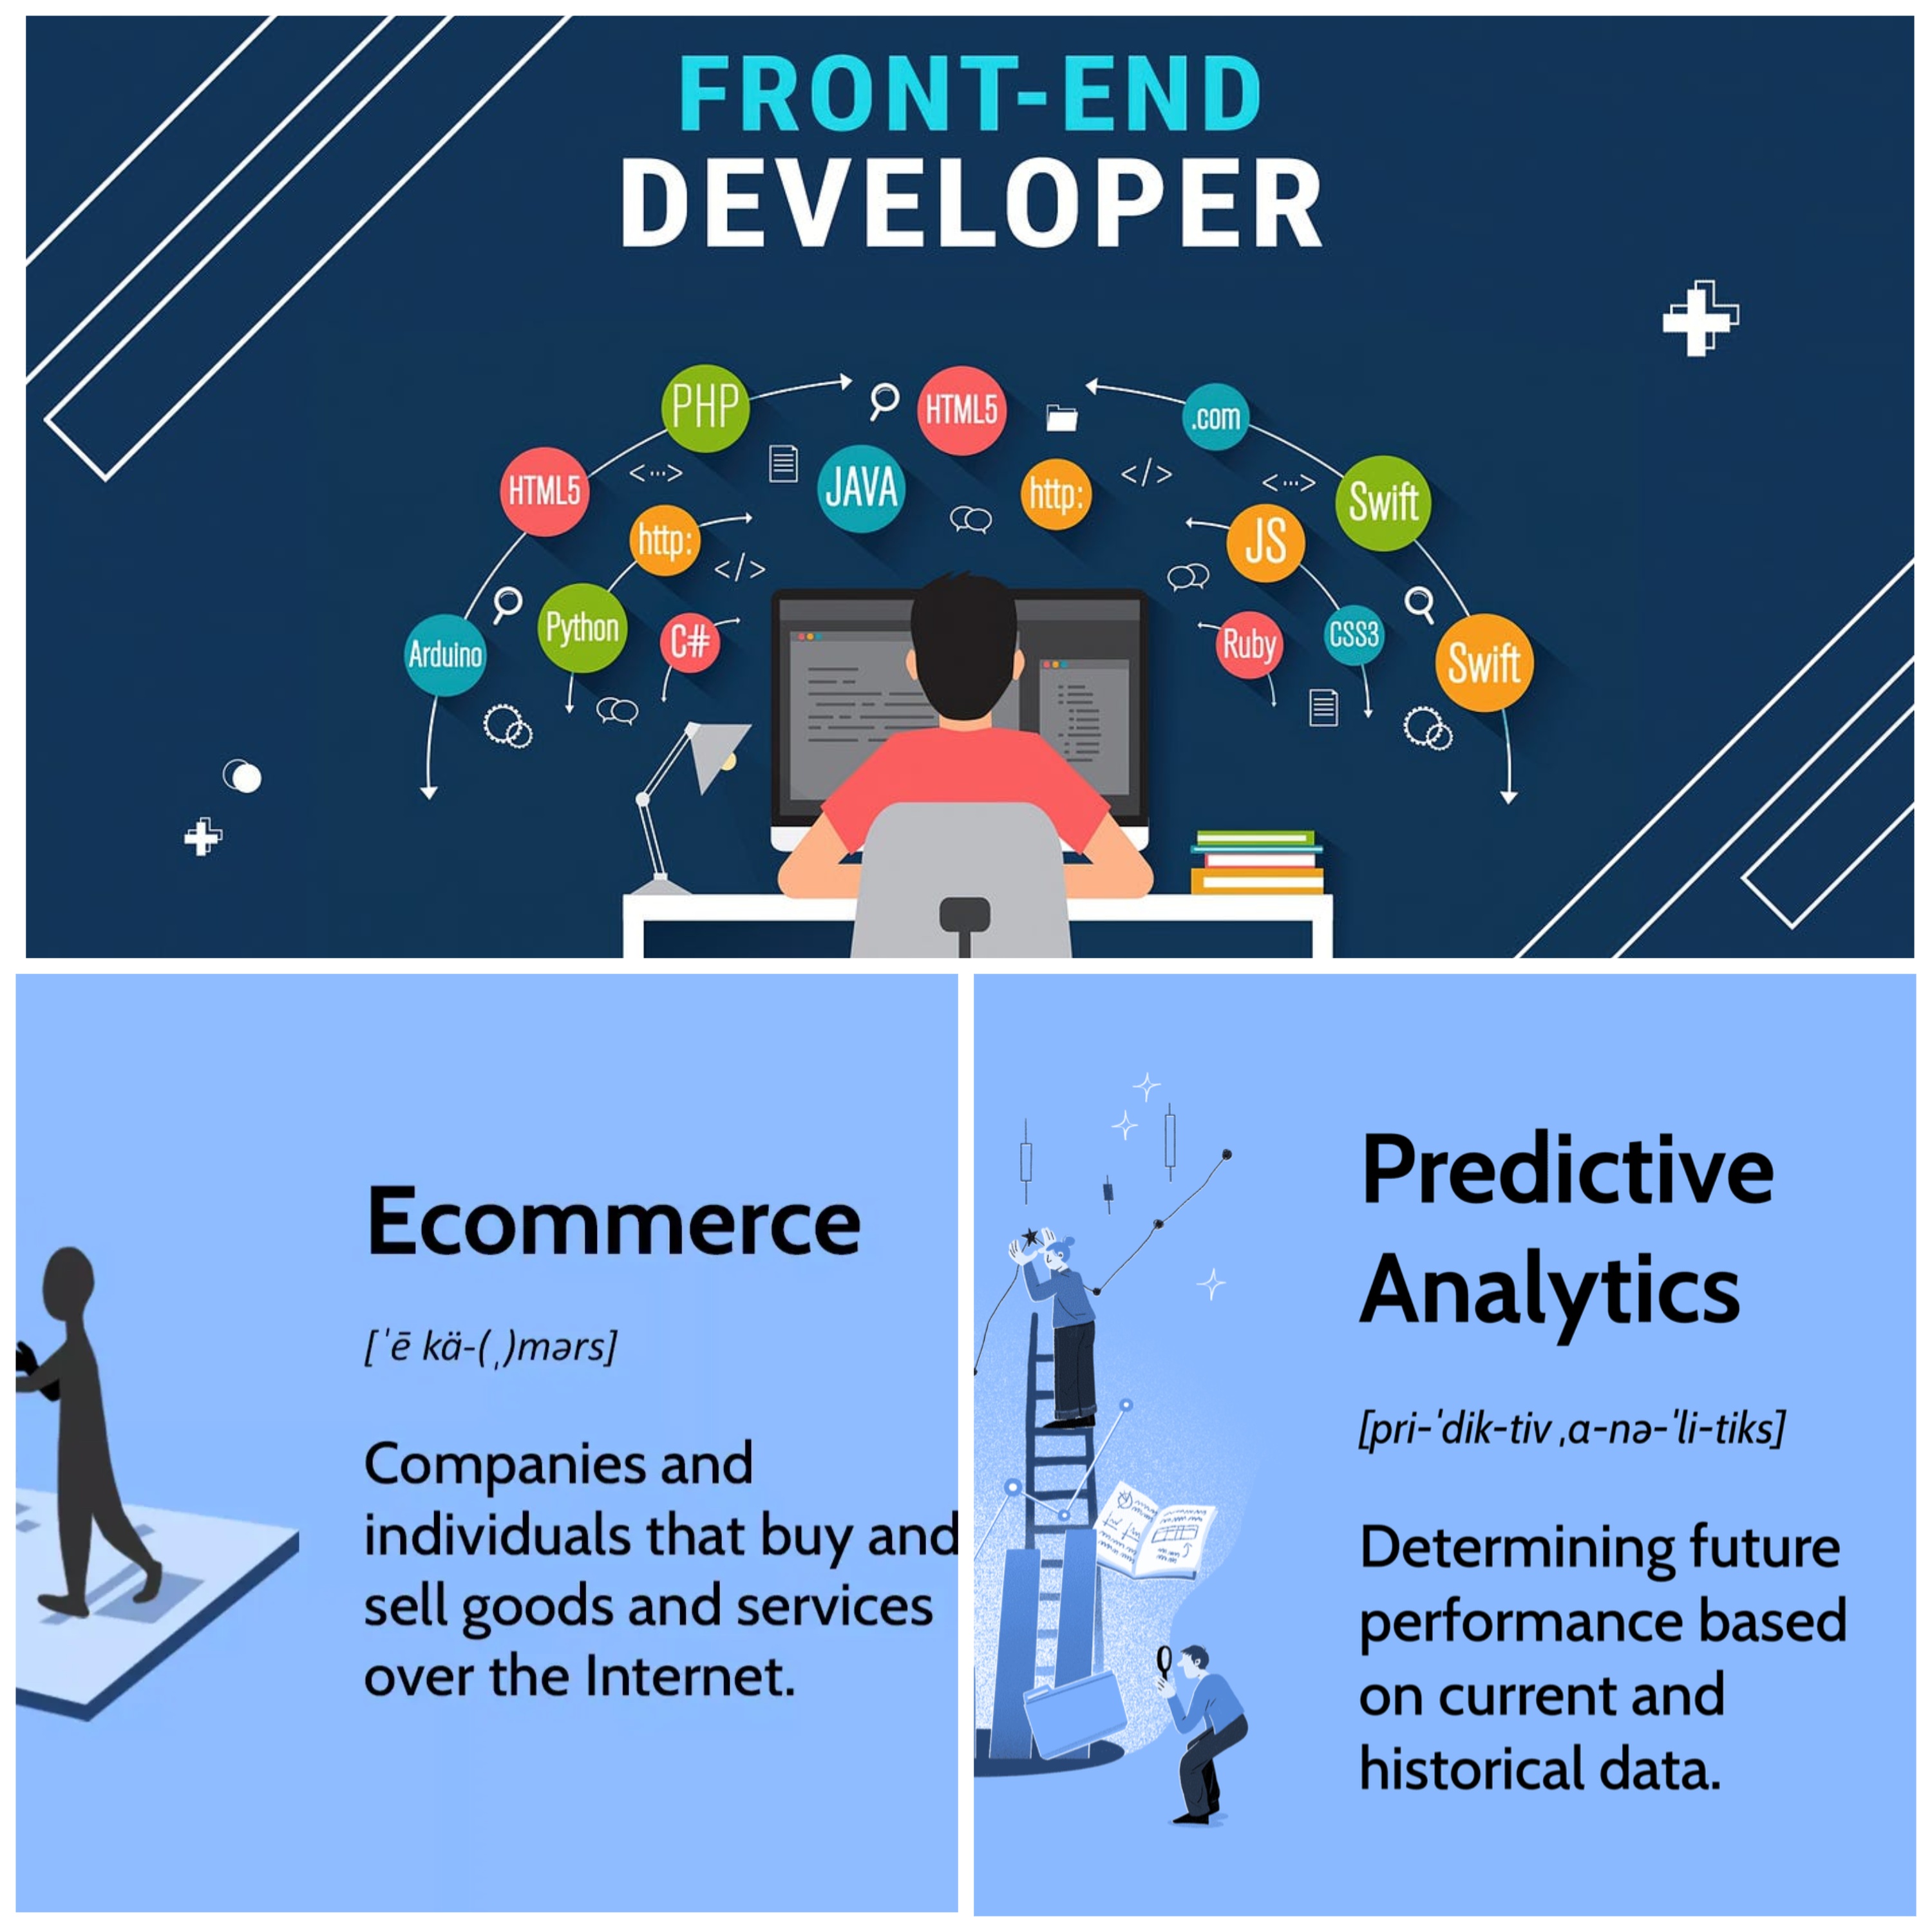 FRONT-END
DEVELOPER
PHP
HTML5
.com
HTML5
JAVA
http:
Swift
http:
JS
Arduino
Python
C#
Ruby
CSS3
Swift
Ecommerce
[ˈē kä-(ˌ)mərs]
Companies and
individuals that buy and
sell goods and services
over the Internet.
Predictive
Analytics
[pri-ˈdik-tiv ˌa-nə-ˈli-tiks]
Determining future
performance based
on current and
historical data.